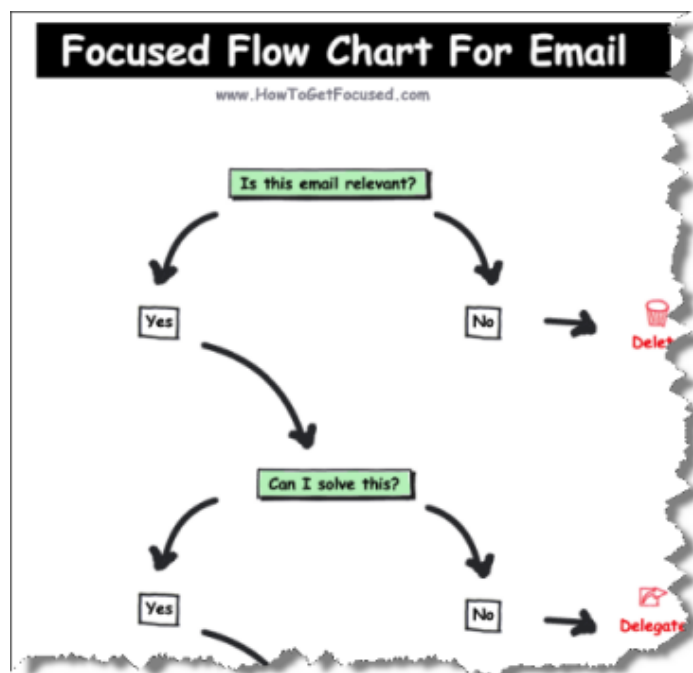 Focused Flow Chart For Email
www.HowToGetFocused.com
Is this email relevant?
Yes
No
Delet
Can I solve this?
Yes
No
Delegate